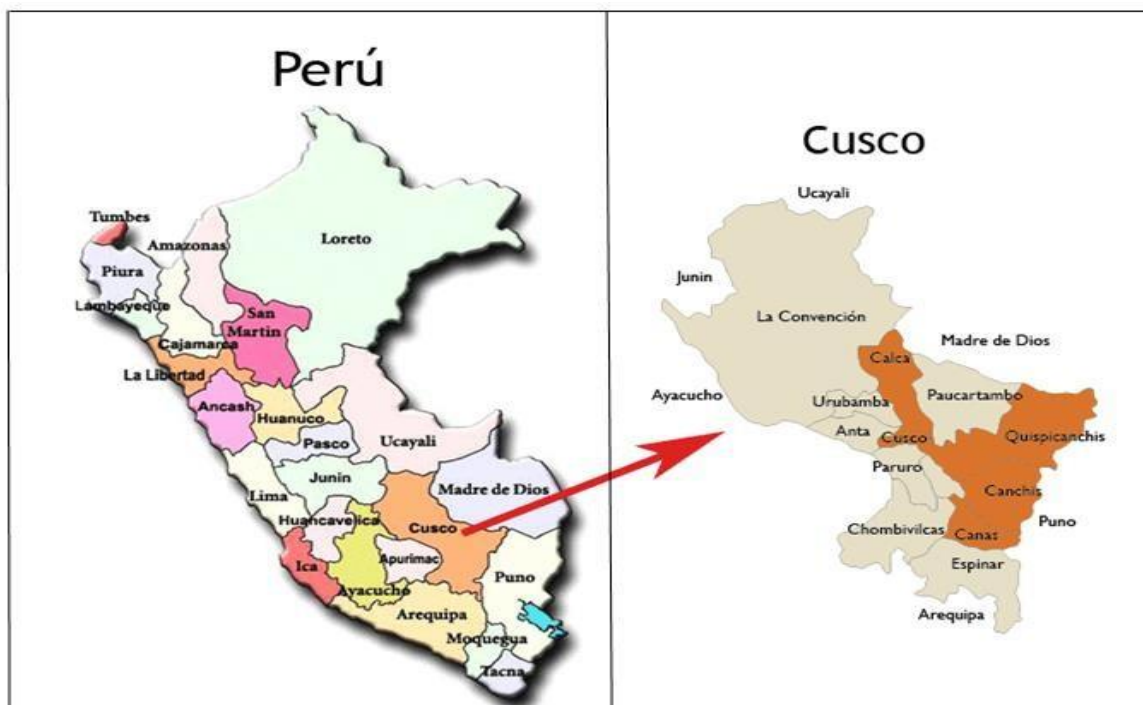 Perú
Tumbes
Amazonas
Loreto
Piura
Lambayeque
San
Martin
Cajamarca
La Libertad
Ancash
Huanuco
Pasco
Ucayali
Junin
Lima
Madre de Dios
Huancavelica
Cusco
Apurimac
Ica
Puno
Ayacucho
Arequipa
Moquegua
Tacna
Cusco
Ucayali
Junin
La Convención
Madre de Dios
Calca
Ayacucho
Urubamba
Paucartambo
Anta
Cusco
Quispicanchis
Paruro
Canchis
Chombivilcas
Canas
Puno
Espinar
Arequipa